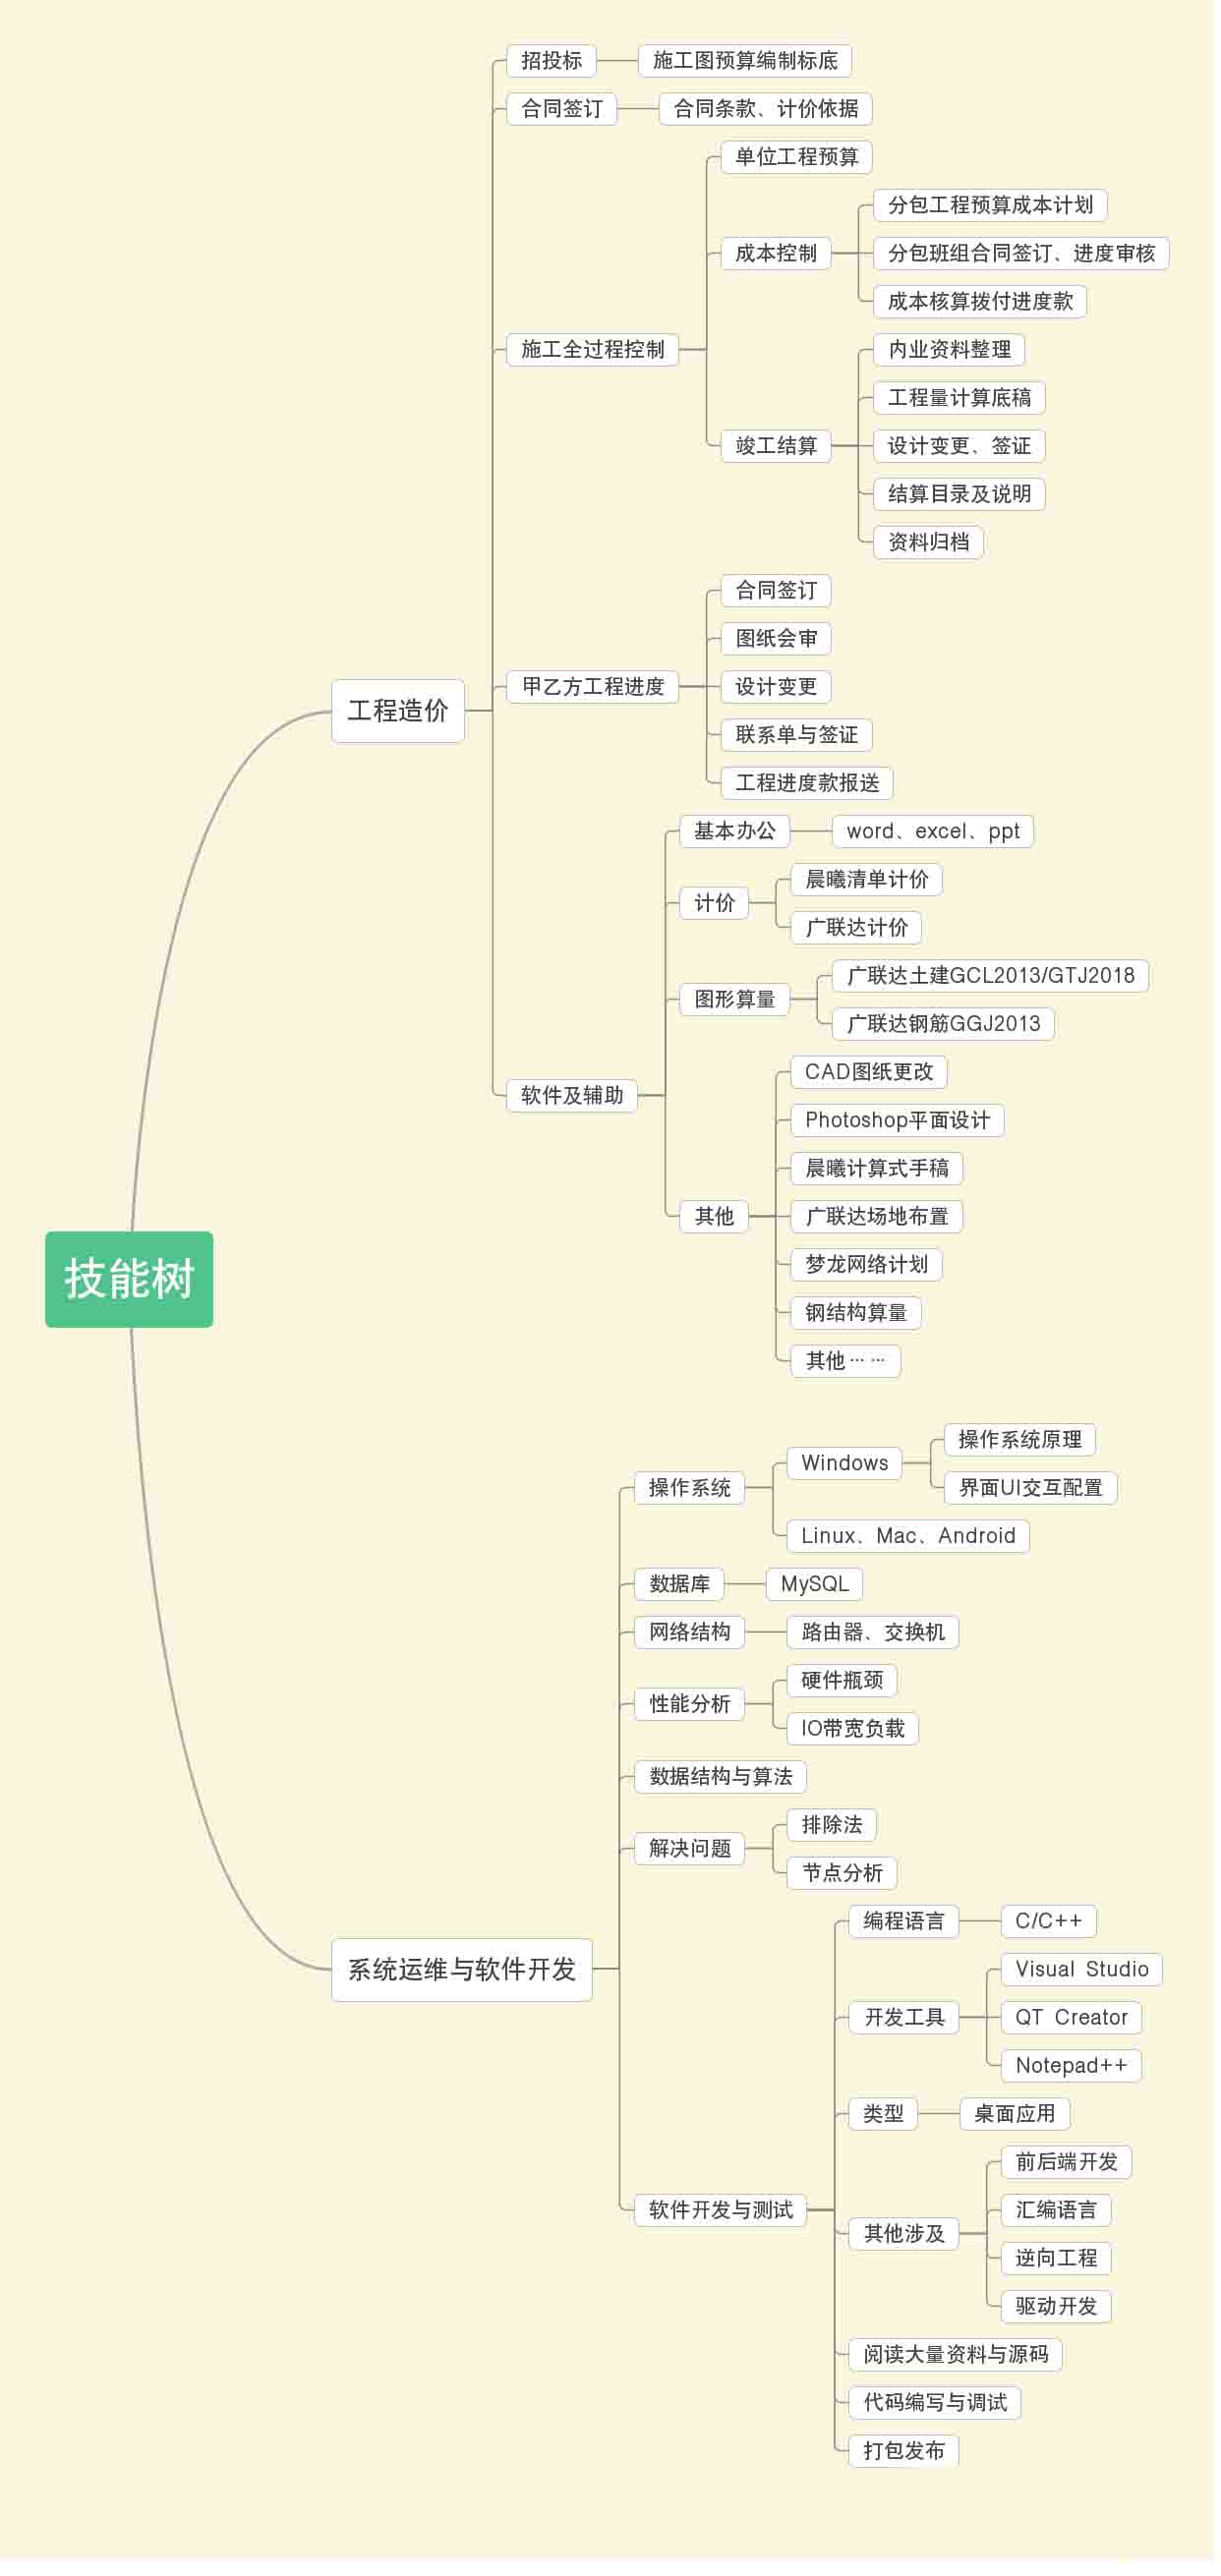 技能树
工程造价
招投标
施工图预算编制标底
合同签订
合同条款、计价依据
施工全过程控制
单位工程预算
成本控制
分包工程预算成本计划
分包班组合同签订、进度审核
成本核算拨付进度款
竣工结算
内业资料整理
工程量计算底稿
设计变更、签证
结算目录及说明
资料归档
甲乙方工程进度
合同签订
图纸会审
设计变更
联系单与签证
工程进度款报送
软件及辅助
基本办公
word、excel、ppt
计价
晨曦清单计价
广联达计价
图形算量
广联达土建GCL2013/GTJ2018
广联达钢筋GGJ2013
其他
CAD图纸更改
Photoshop平面设计
晨曦计算式手稿
广联达场地布置
梦龙网络计划
钢结构算量
其他……
系统运维与软件开发
操作系统
Windows
操作系统原理
界面UI交互配置
Linux、Mac、Android
数据库
MySQL
网络结构
路由器、交换机
性能分析
硬件瓶颈
IO带宽负载
数据结构与算法
解决问题
排除法
节点分析
软件开发与测试
编程语言
C/C++
开发工具
Visual Studio
QT Creator
Notepad++
类型
桌面应用
其他涉及
前后端开发
汇编语言
逆向工程
驱动开发
阅读大量资料与源码
代码编写与调试
打包发布